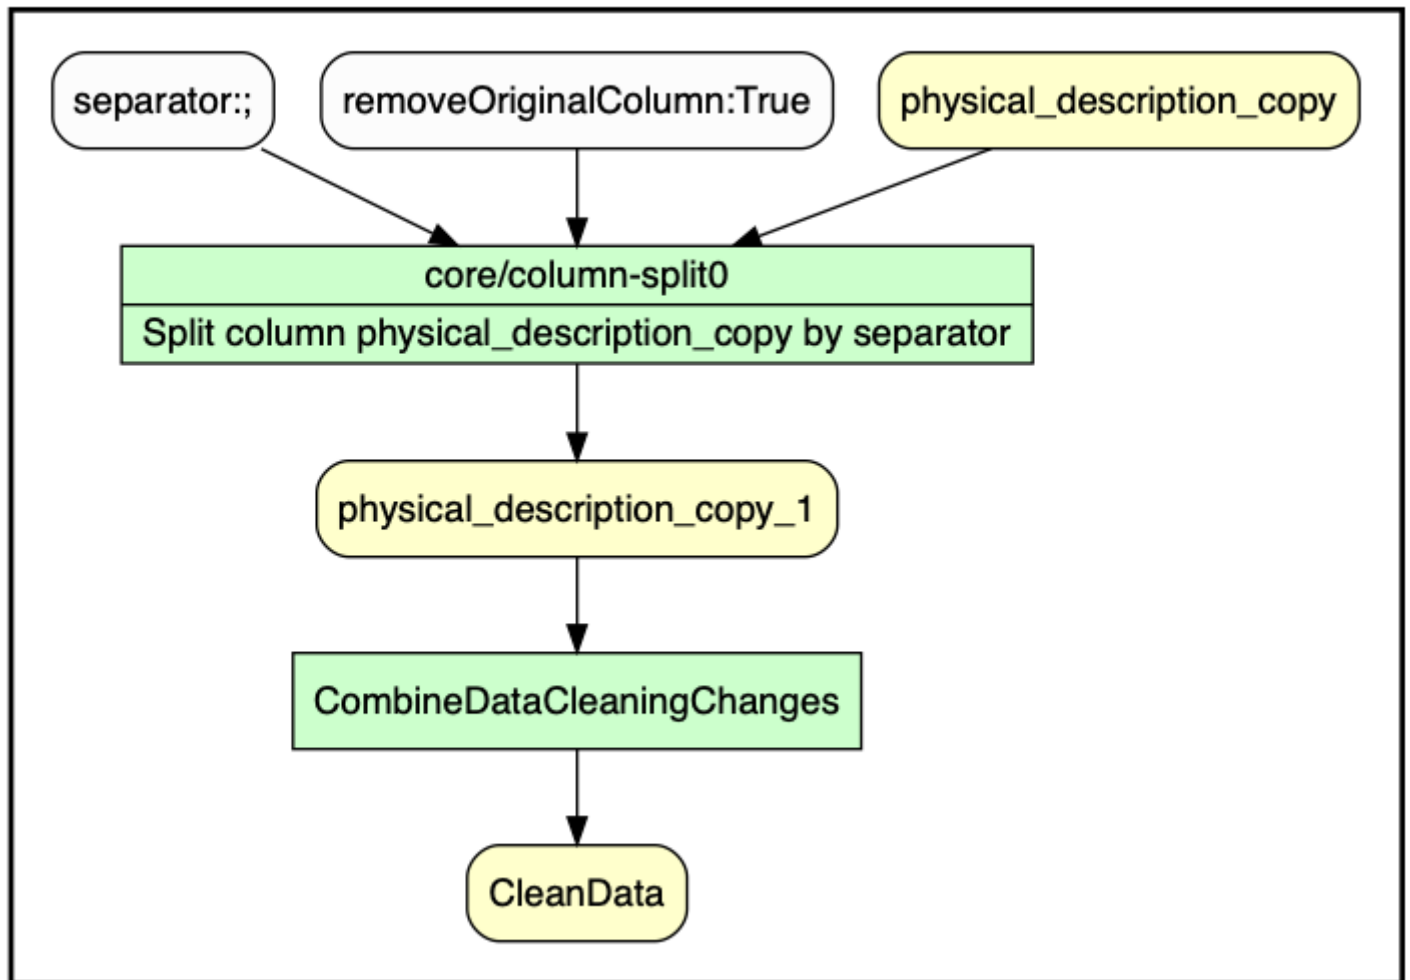 separator:;
removeOriginalColumn:True
physical_description_copy
core/column-split0
Split column physical_description_copy by separator
physical_description_copy_1
CombineDataCleaningChanges
CleanData